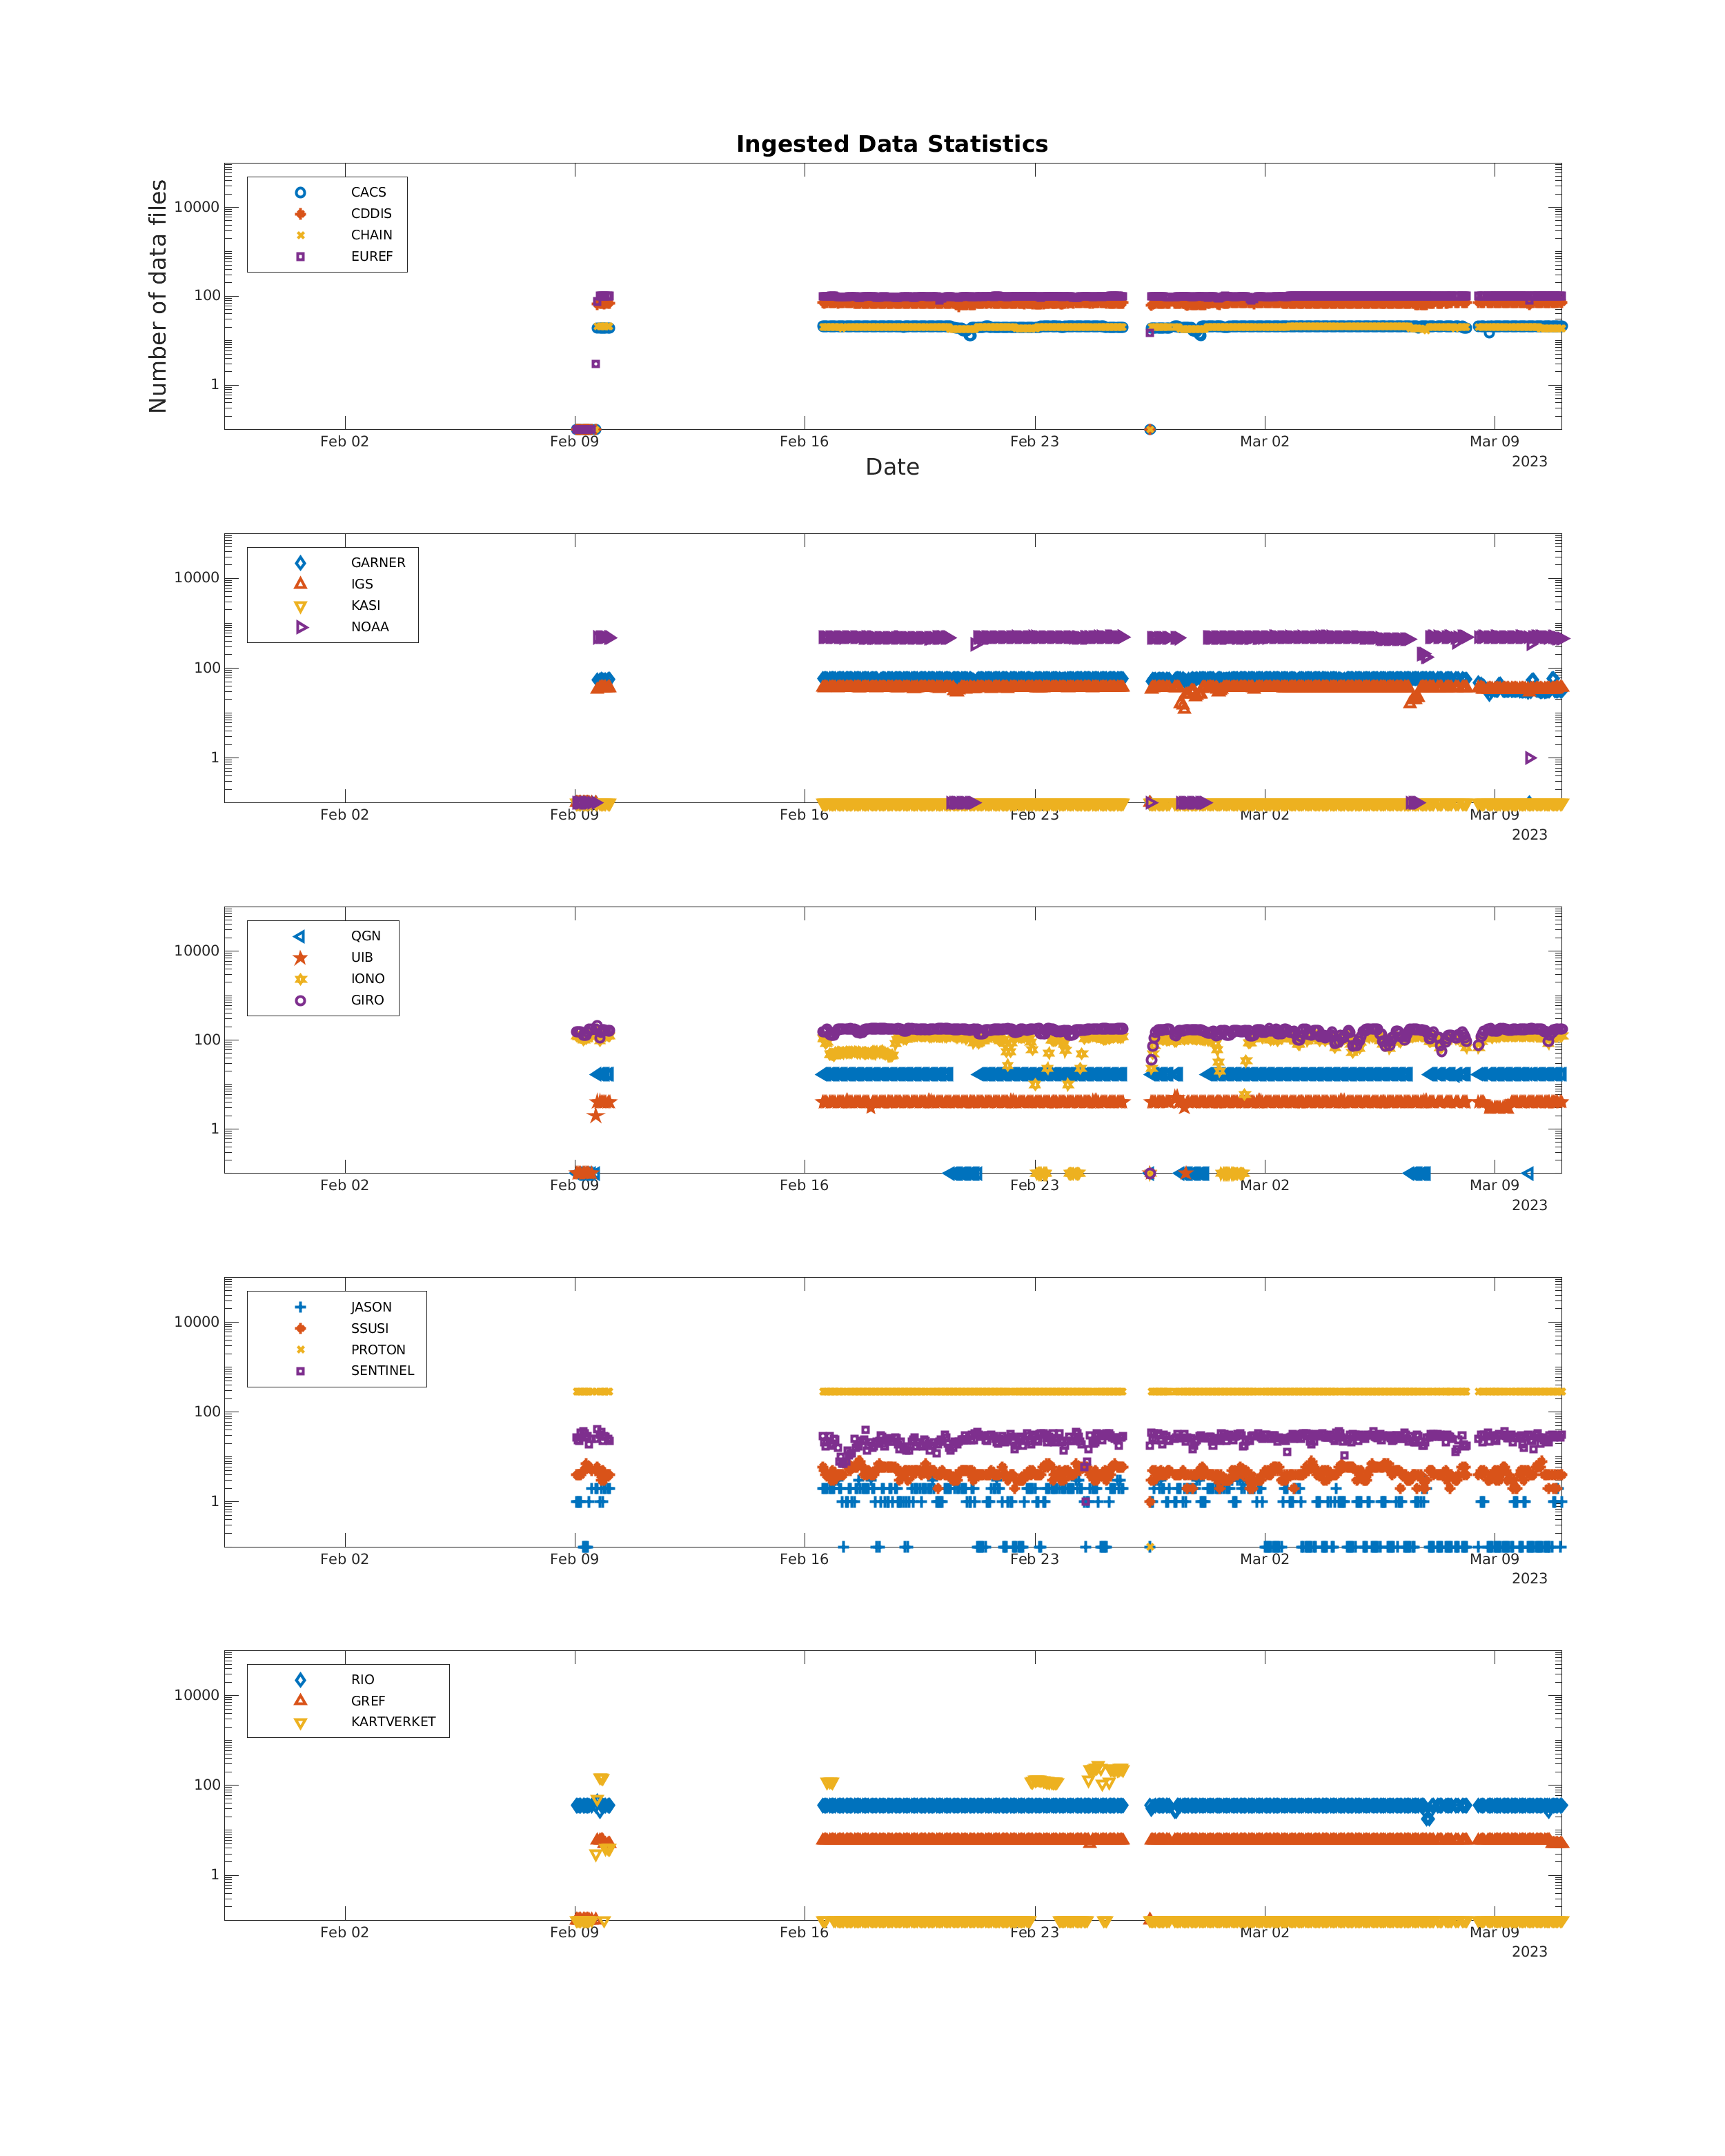 Ingested Data Statistics
Number of data files
CACS
CDDIS
CHAIN
EUREF
10000
100
1
Feb 02 Feb 09 Feb 16 Feb 23 Mar 02 Mar 09
2023
Date
GARNER
IGS
KASI
NOAA
10000
100
1
Feb 02 Feb 09 Feb 16 Feb 23 Mar 02 Mar 09
2023
QGN
UIB
IONO
GIRO
10000
100
1
Feb 02 Feb 09 Feb 16 Feb 23 Mar 02 Mar 09
2023
JASON
SSUSI
PROTON
SENTINEL
10000
100
1
Feb 02 Feb 09 Feb 16 Feb 23 Mar 02 Mar 09
2023
RIO
GREF
KARTVERKET
10000
100
1
Feb 02 Feb 09 Feb 16 Feb 23 Mar 02 Mar 09
2023